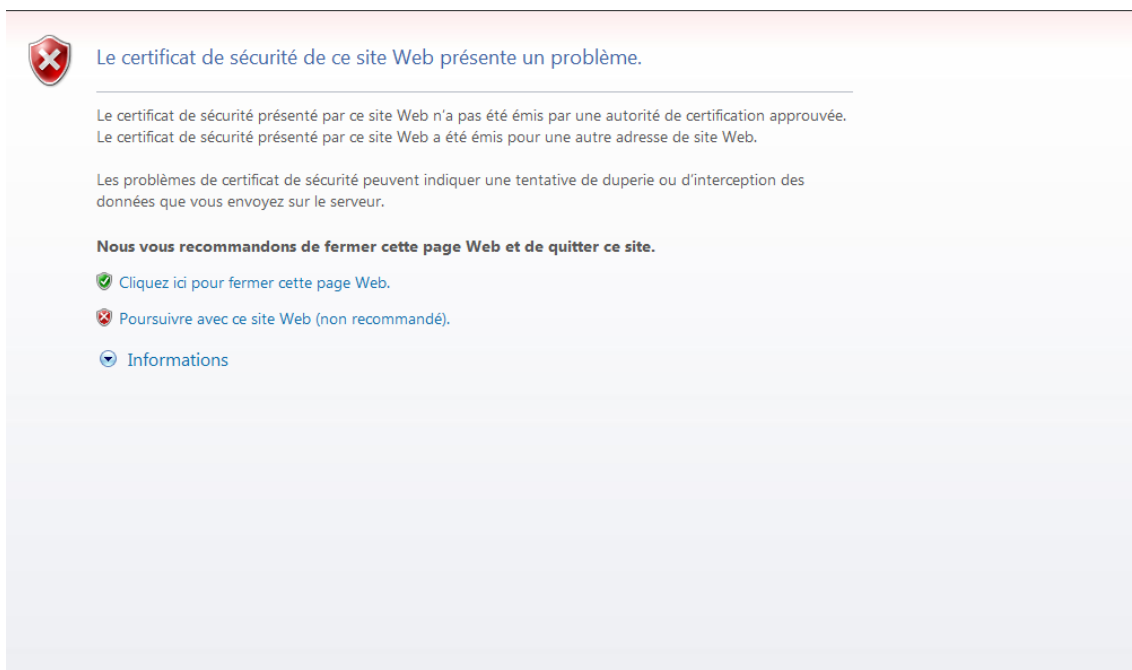 Le certificat de sécurité de ce site Web présente un problème.
Le certificat de sécurité présenté par ce site Web n'a pas été émis par une autorité de certification approuvée.
Le certificat de sécurité présenté par ce site Web a été émis pour une autre adresse de site Web.
Les problèmes de certificat de sécurité peuvent indiquer une tentative de duperie ou d'interception des
données que vous envoyez sur le serveur.
Nous vous recommandons de fermer cette page Web et de quitter ce site.
Cliquez ici pour fermer cette page Web.
Poursuivre avec ce site Web (non recommandé).
Informations